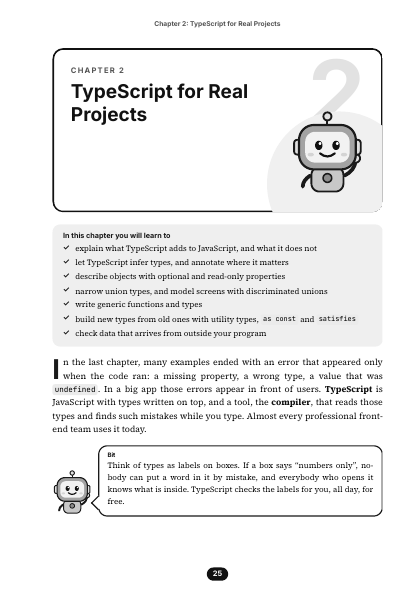 Chapter 2: TypeScript for Real Projects
CHAPTER 2
2
TypeScript for Real
Projects
In this chapter you will learn to
explain what TypeScript adds to JavaScript, and what it does not
let TypeScript infer types, and annotate where it matters
describe objects with optional and read-only properties
narrow union types, and model screens with discriminated unions
write generic functions and types
build new types from old ones with utility types, as const and satisfies
check data that arrives from outside your program
In the last chapter, many examples ended with an error that appeared only
when the code ran: a missing property, a wrong type, a value that was
undefined. In a big app those errors appear in front of users. TypeScript is
JavaScript with types written on top, and a tool, the compiler, that reads those
types and finds such mistakes while you type. Almost every professional front-
end team uses it today.
Bit
Think of types as labels on boxes. If a box says “numbers only”, no-
body can put a word in it by mistake, and everybody who opens it
knows what is inside. TypeScript checks the labels for you, all day, for
free.
25